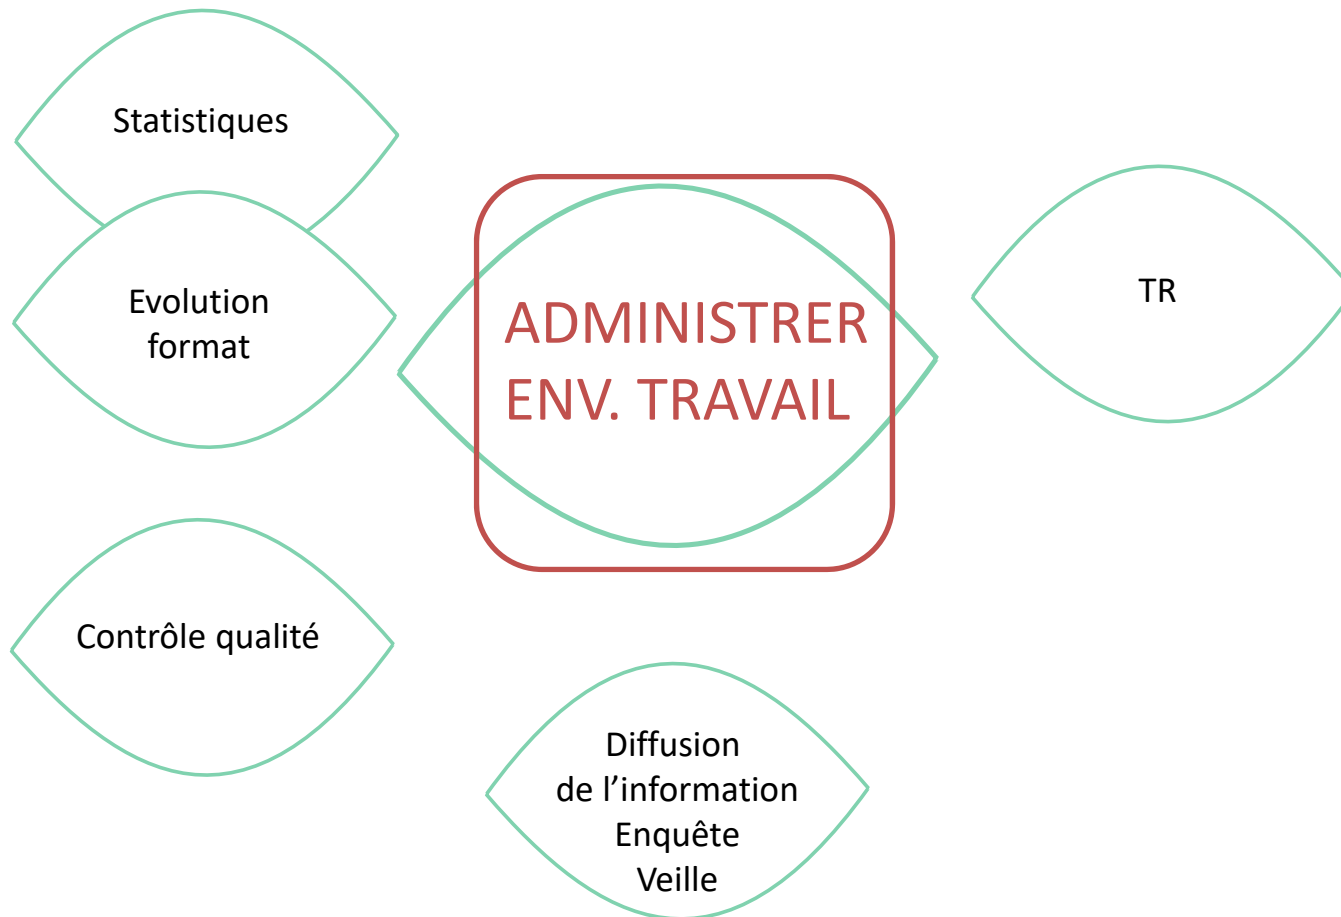 Statistiques
Evolution
format
ADMINISTRER
ENV. TRAVAIL
TR
Contrôle qualité
Diffusion
de l’information
Enquête
Veille